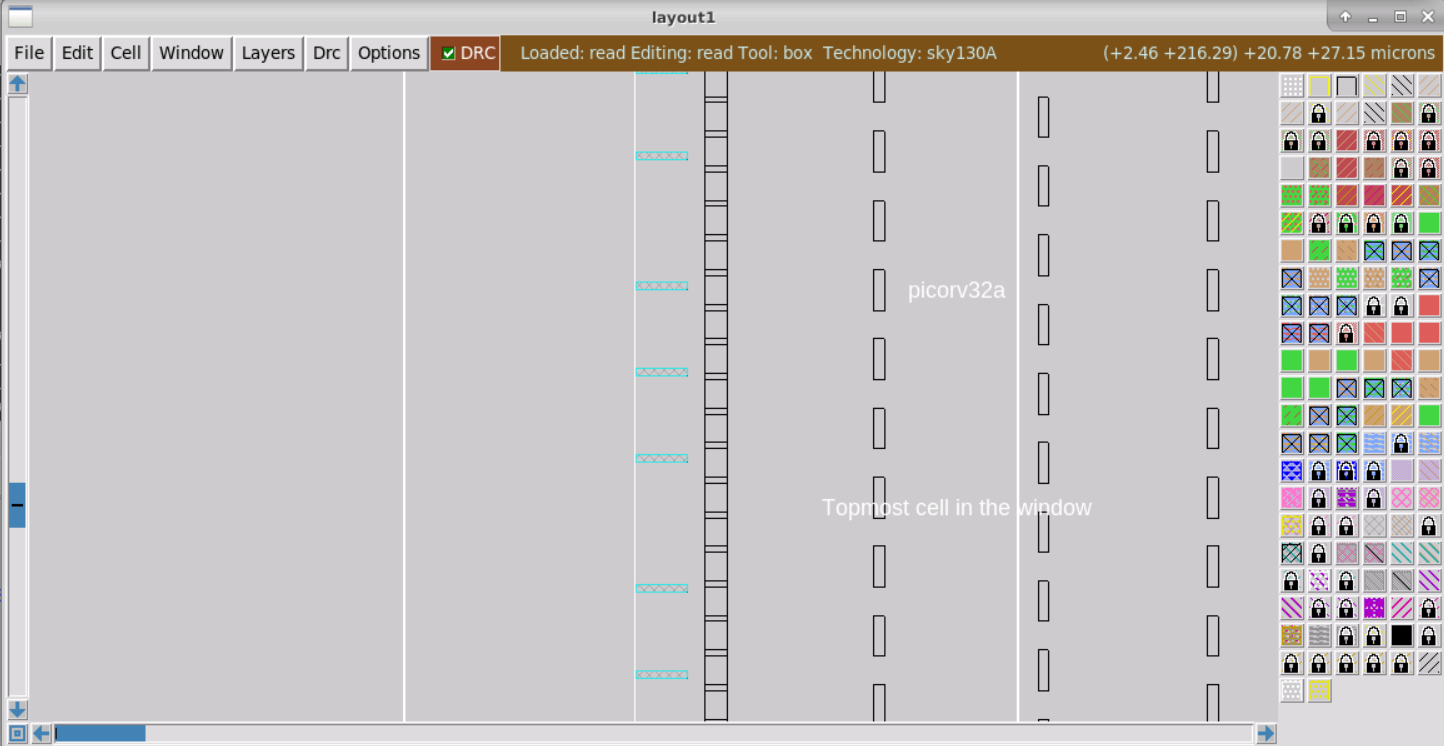 layout1
File Edit Cell Window Layers Drc Options DRC Loaded: read Editing: read Tool: box Technology: sky130A (+2.46 +216.29) +20.78 +27.15 microns
picorv32a
Topmost cell in the window